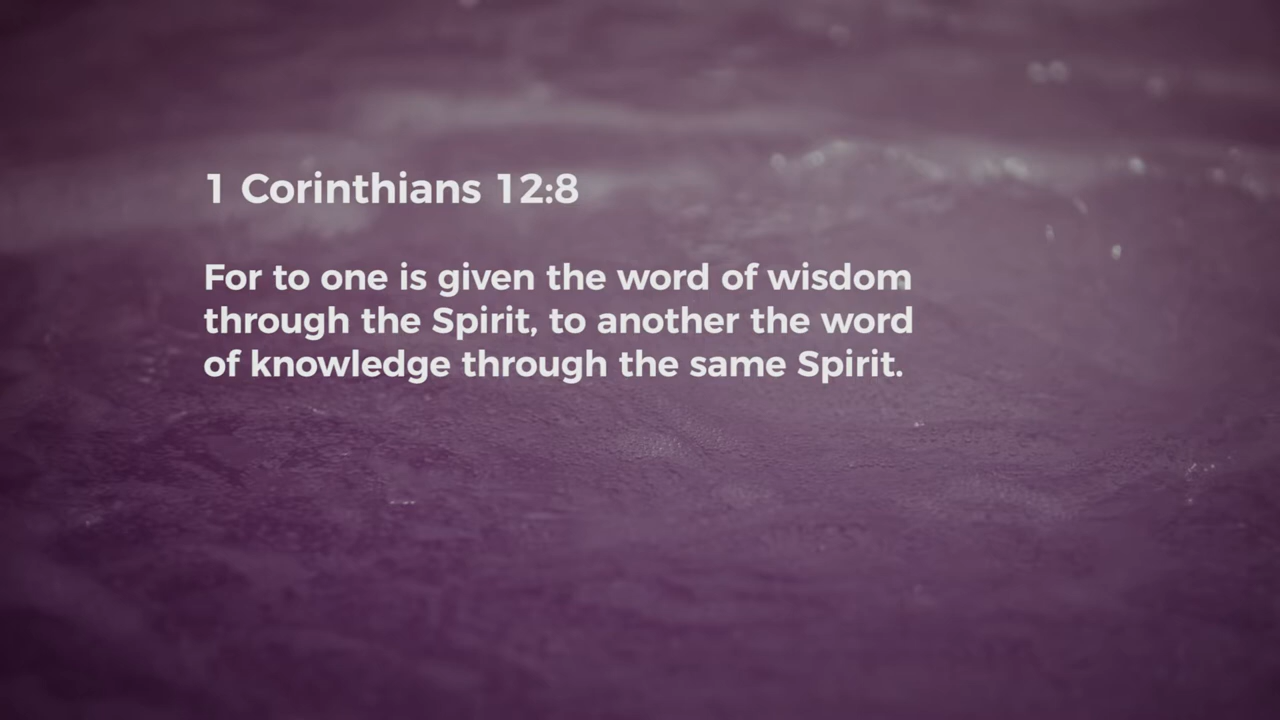 1 Corinthians 12:8
For to one is given the word of wisdom
through the Spirit, to another the word
of knowledge through the same Spirit.